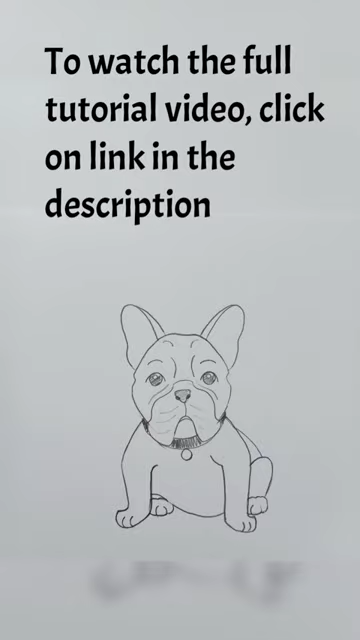 To watch the full
tutorial video, click
on link in the
description